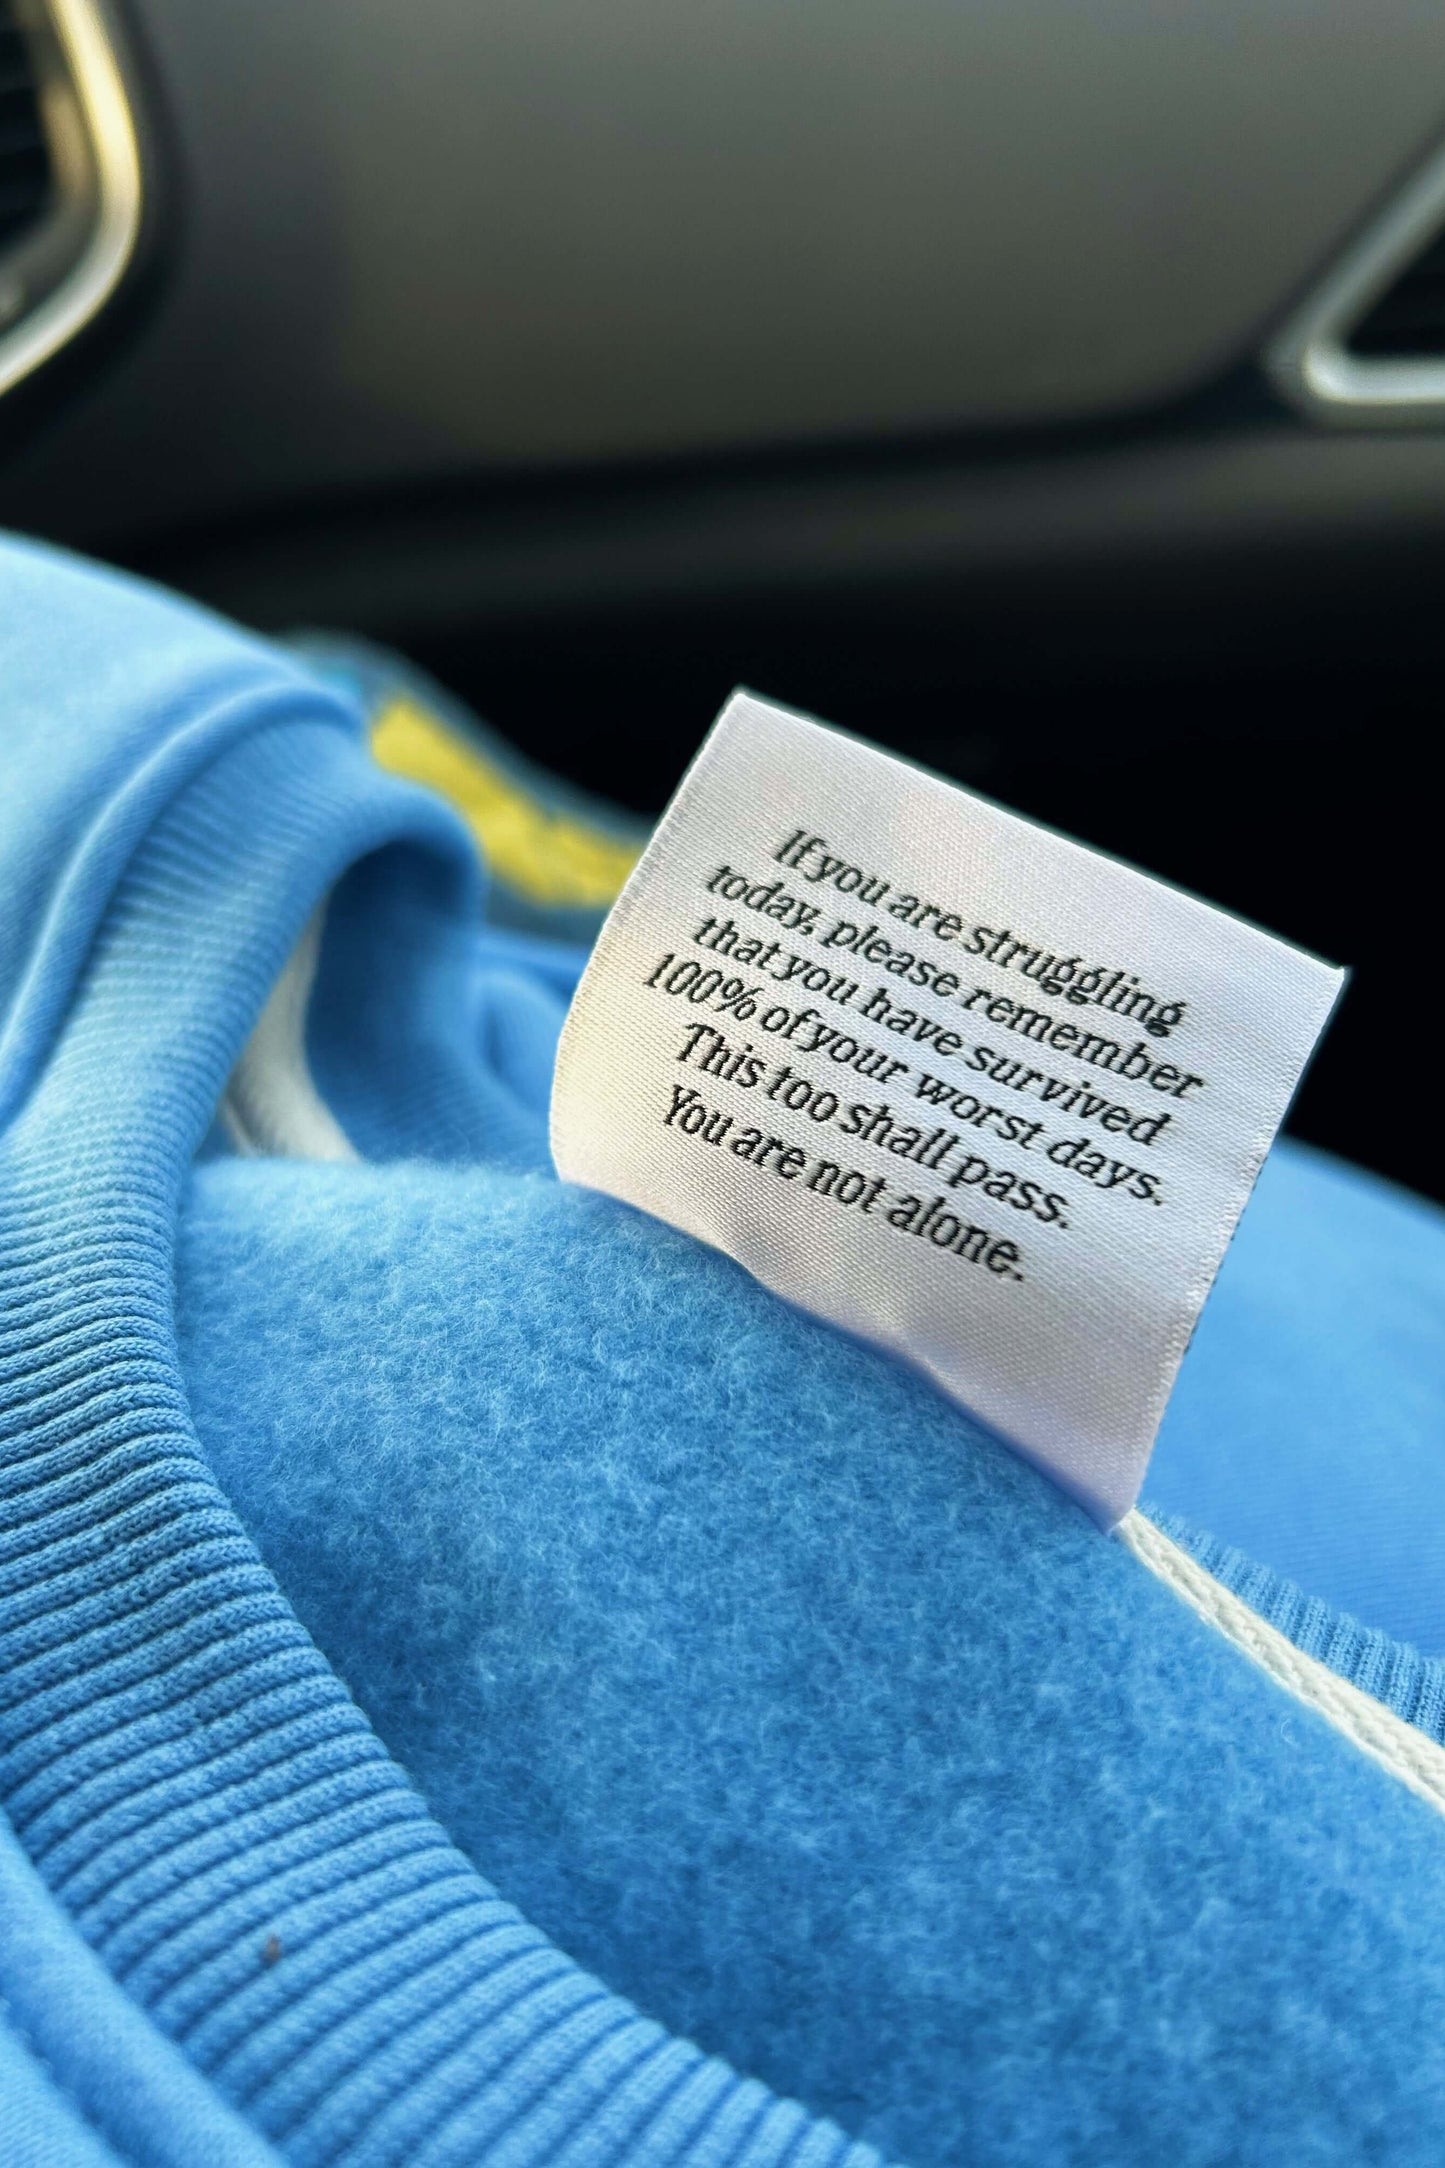 If you are struggling
today, please remember
that you have survived
100% of your worst days.
This too shall pass.
You are not alone.